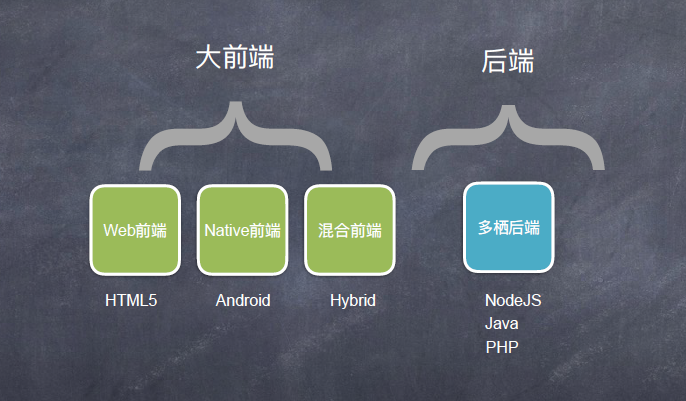 大前端
后端
Web前端
Native前端
混合前端
多栖后端
HTML5
Android
Hybrid
NodeJS
Java
PHP